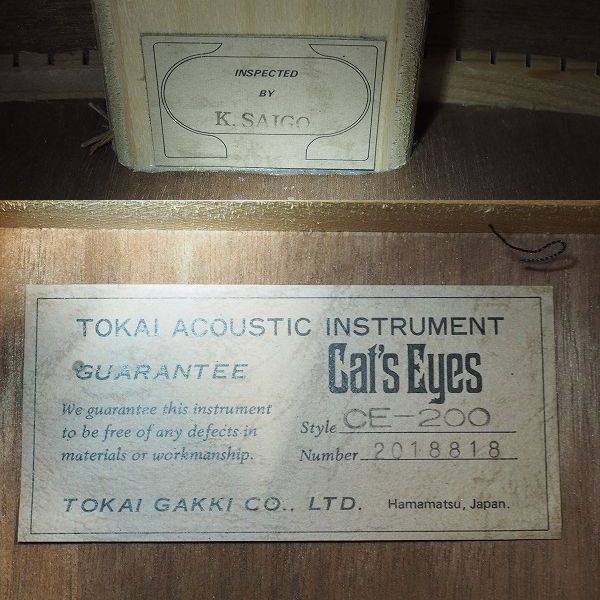 INSPECTED
BY
K. SAIGO
TOKAI ACOUSTIC INSTRUMENT
GUARANTEE
Cat's Eyes
We guarantee this instrument
to be free of any defects in
materials or workmanship.
Style CE-200
Number 2018818
TOKAI GAKKI CO., LTD. Hamamatsu, Japan.